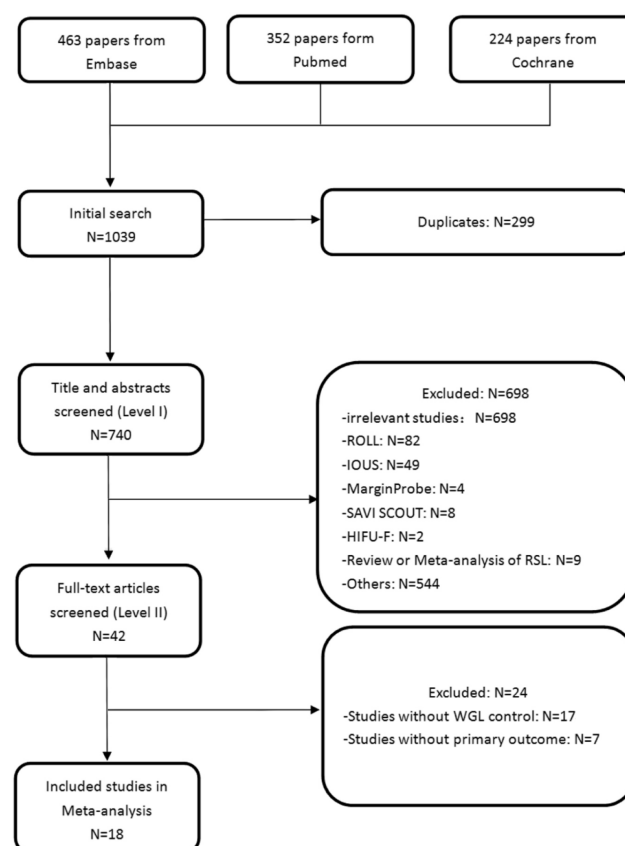 463 papers from
Embase
352 papers form
Pubmed
224 papers from
Cochrane
Initial search
N=1039
Duplicates: N=299
Title and abstracts
screened (Level I)
N=740
Excluded: N=698
-irrelevant studies： N=698
-ROLL: N=82
-IOUS: N=49
-MarginProbe: N=4
-SAVI SCOUT: N=8
-HIFU-F: N=2
-Review or Meta-analysis of RSL: N=9
-Others: N=544
Full-text articles
screened (Level II)
N=42
Excluded: N=24
-Studies without WGL control: N=17
-Studies without primary outcome: N=7
Included studies in
Meta-analysis
N=18